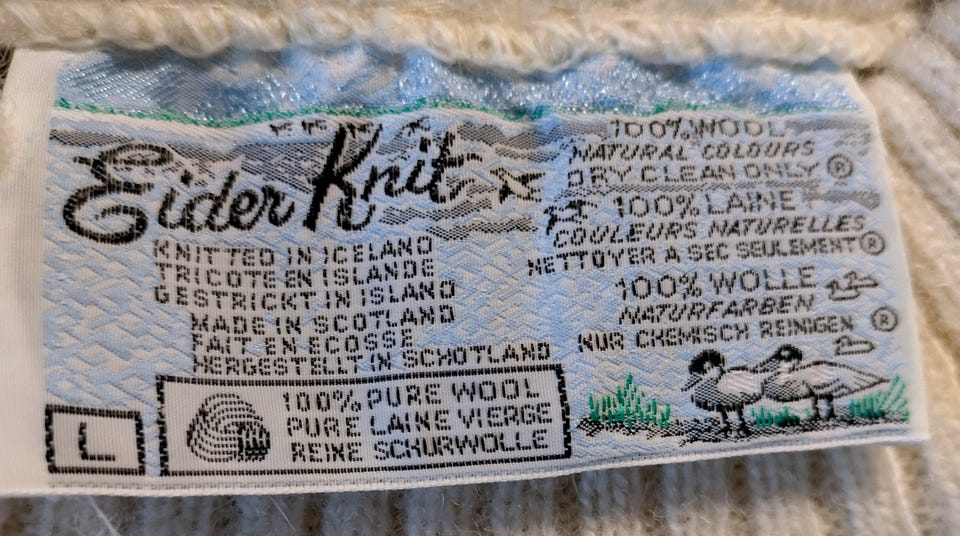 Eider Knit
KNITTED IN ICELAND
TRICOTE EN ISLANDE
GESTRICKT IN ISLAND
MADE IN SCOTLAND
FAIT EN ECOSSE
HERGESTELLT IN SCHOTLAND
L
100% PURE WOOL
PURE LAINE VIERGE
REINE SCHURWOLLE
100% WOOL
NATURAL COLOURS
DRY CLEAN ONLY ®
100% LAINE
COULEURS NATURELLES
NETTOYER A SEC SEULEMENT ®
100% WOLLE
NATURFARBEN
NUR CHEMISCH REINIGEN ®